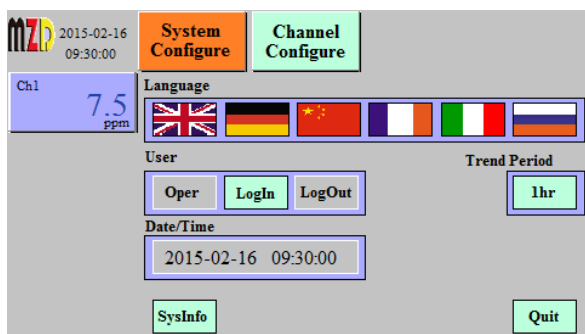 MZD 2015-02-16
09:30:00
System
Configure
Channel
Configure
Ch1
7.5
ppm
Language
User
Oper LogIn LogOut
Trend Period
1hr
Date/Time
2015-02-16 09:30:00
SysInfo
Quit